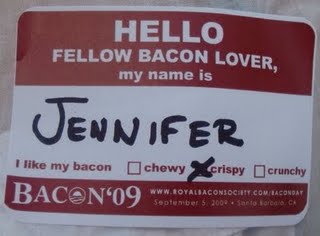 HELLO
FELLOW BACON LOVER,
my name is
JENNIFER
I like my bacon ☐ chewy ☒ crispy ☐ crunchy
BACON'09 WWW.ROYALBACONSOCIETY.COM/BACONDAY
September 5, 2009 • Santa Barbara, CA